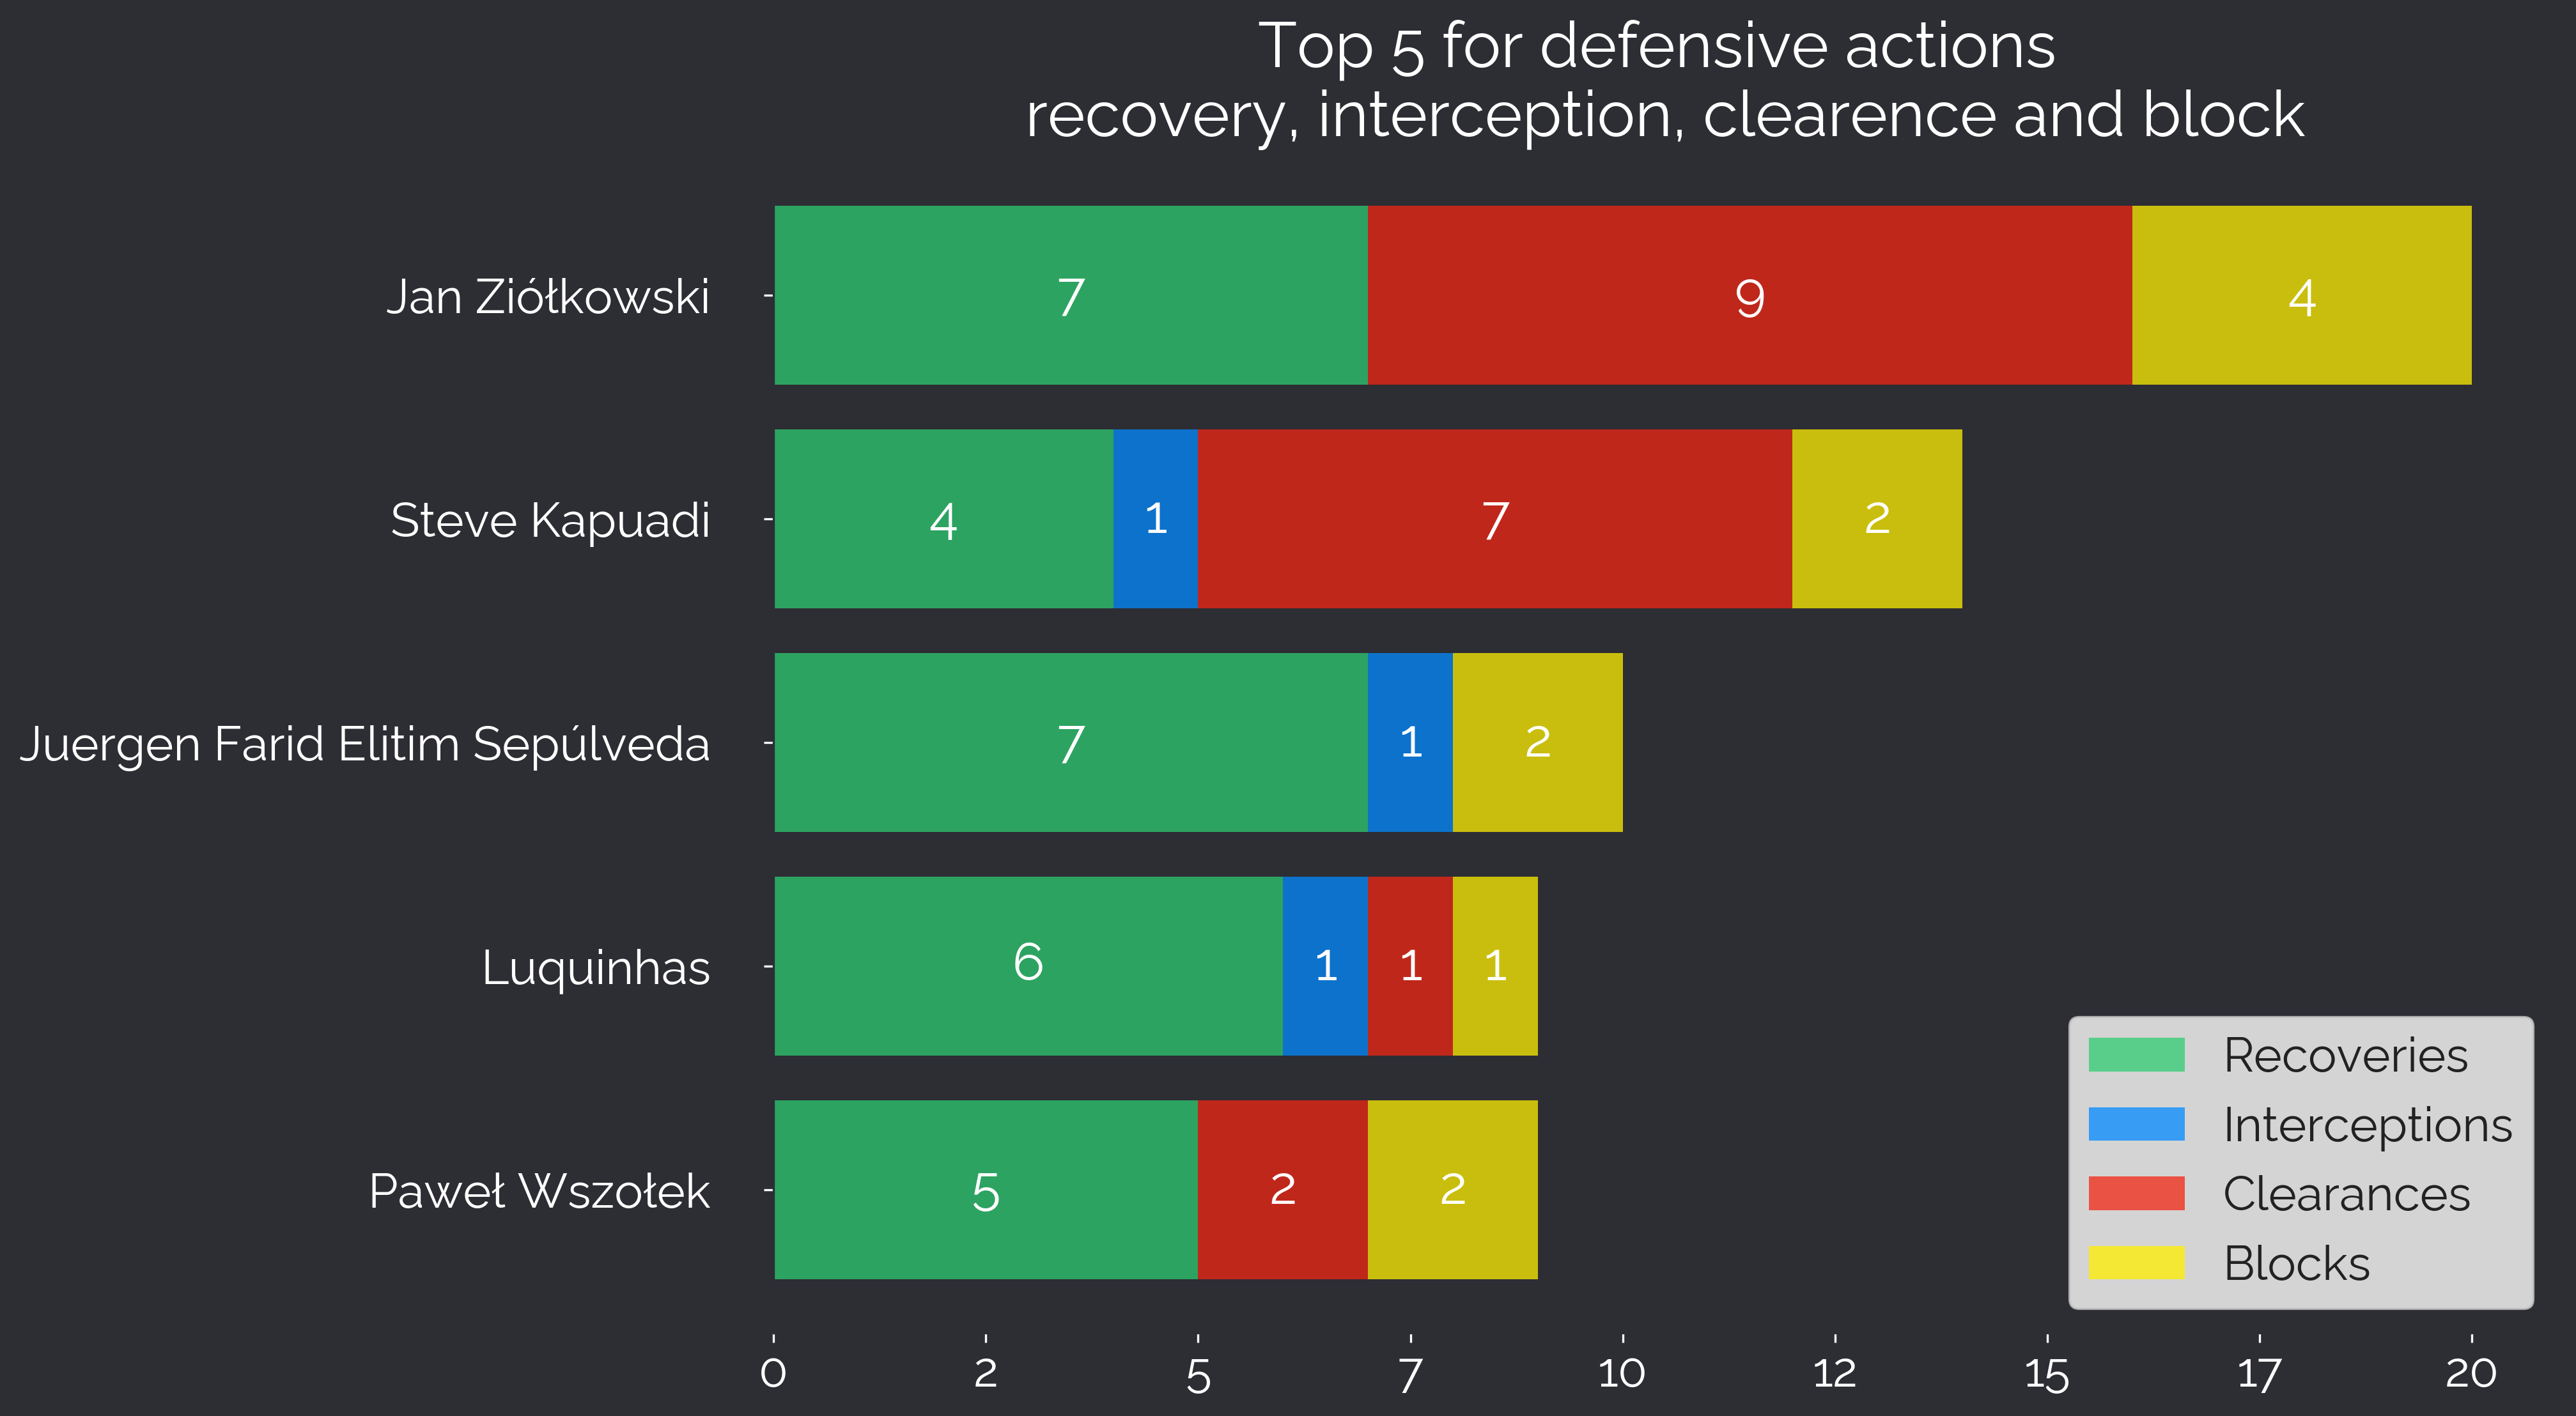 Top 5 for defensive actions
recovery, interception, clearence and block
Jan Ziółkowski
7 9 4
Steve Kapuadi
4 1 7 2
Juergen Farid Elitim Sepúlveda
7 1 2
Luquinhas
6 1 1 1
Paweł Wszołek
5 2 2
Recoveries
Interceptions
Clearances
Blocks
0 2 5 7 10 12 15 17 20